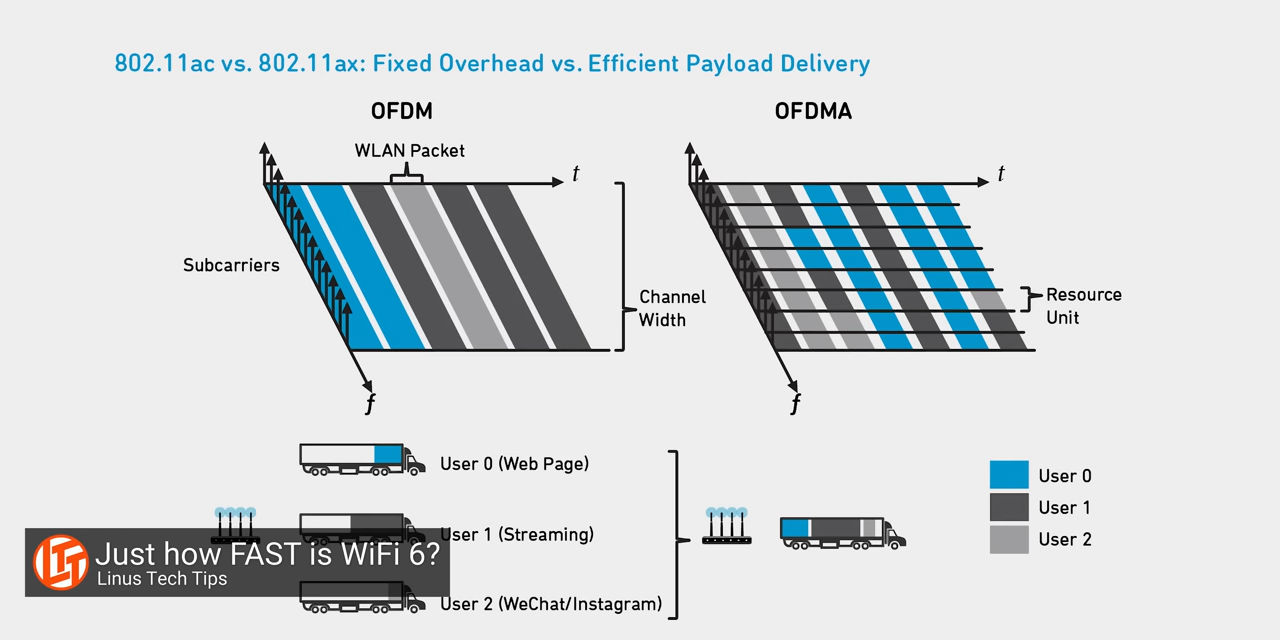 802.11ac vs. 802.11ax: Fixed Overhead vs. Efficient Payload Delivery
OFDM
OFDMA
WLAN Packet
t
t
Subcarriers
Channel
Width
Resource
Unit
f
f
User 0 (Web Page)
User 1 (Streaming)
User 2 (WeChat/Instagram)
User 0
User 1
User 2
LTT
Just how FAST is WiFi 6?
Linus Tech Tips